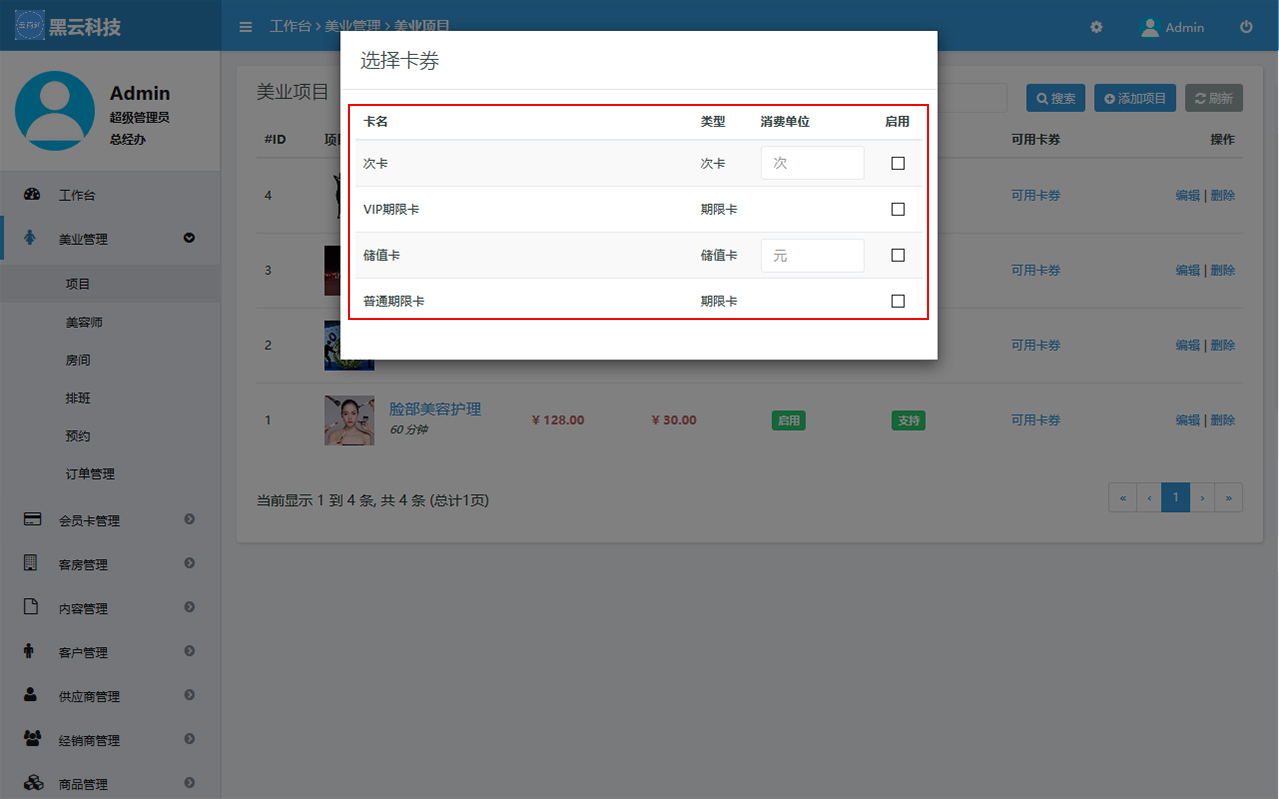 黑云科技
工作台 › 美业管理 › 美业项目
Admin
Admin
超级管理员
总经办
工作台
美业管理
项目
美容师
房间
排班
预约
订单管理
会员卡管理
客房管理
内容管理
客户管理
供应商管理
经销商管理
商品管理
选择卡券
卡名 类型 消费单位 启用
次卡 次卡 次
VIP期限卡 期限卡
储值卡 储值卡 元
普通期限卡 期限卡
美业项目 搜索 添加项目 刷新
#ID 可用卡券 操作
4 可用卡券 编辑 | 删除
3 可用卡券 编辑 | 删除
2 可用卡券 编辑 | 删除
1 脸部美容护理 ¥ 128.00 ¥ 30.00 启用 支持 可用卡券 编辑 | 删除
60 分钟
当前显示 1 到 4 条, 共 4 条 (总计1页) « ‹ 1 › »